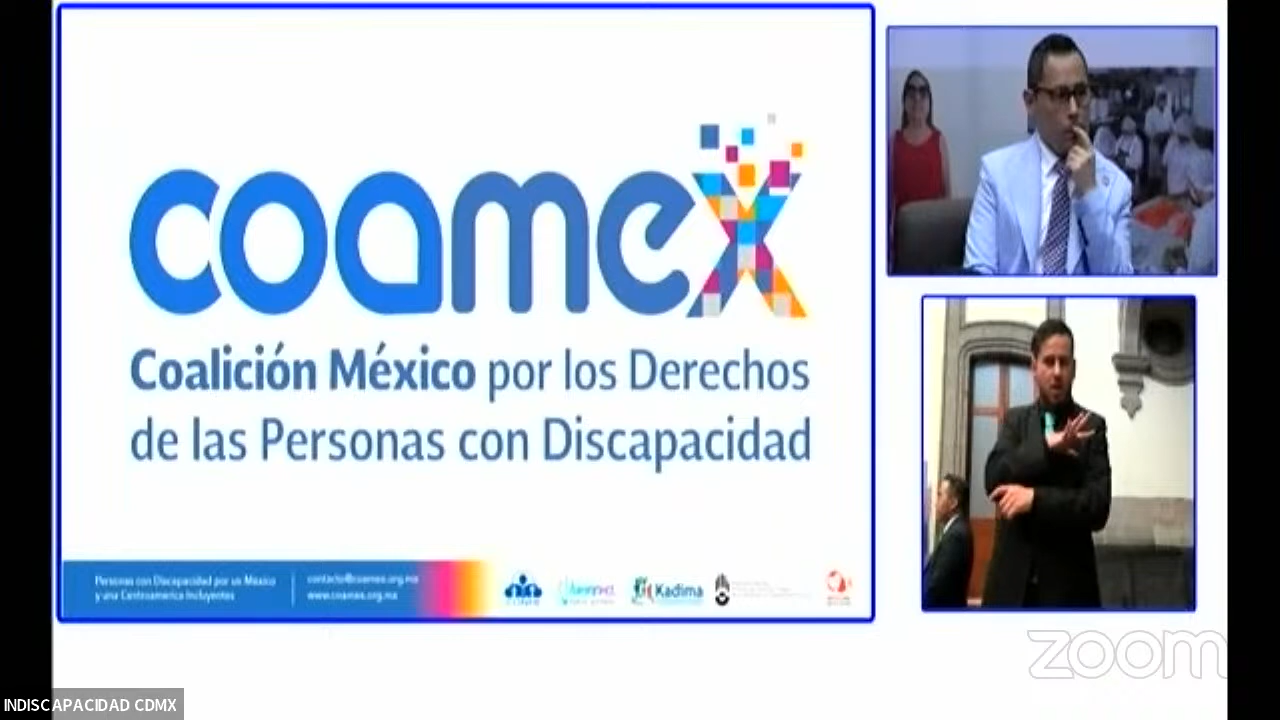 coamex
Coalición México por los Derechos
de las Personas con Discapacidad
Personas con Discapacidad por un México
y una Centroamerica Incluyentes
contacto@coamex.org.mx
www.coamex.org.mx
Kadima
zoom
INDISCAPACIDAD CDMX